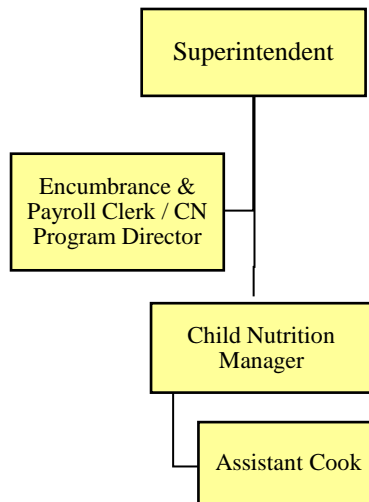 Superintendent
Encumbrance &
Payroll Clerk / CN
Program Director
Child Nutrition
Manager
Assistant Cook